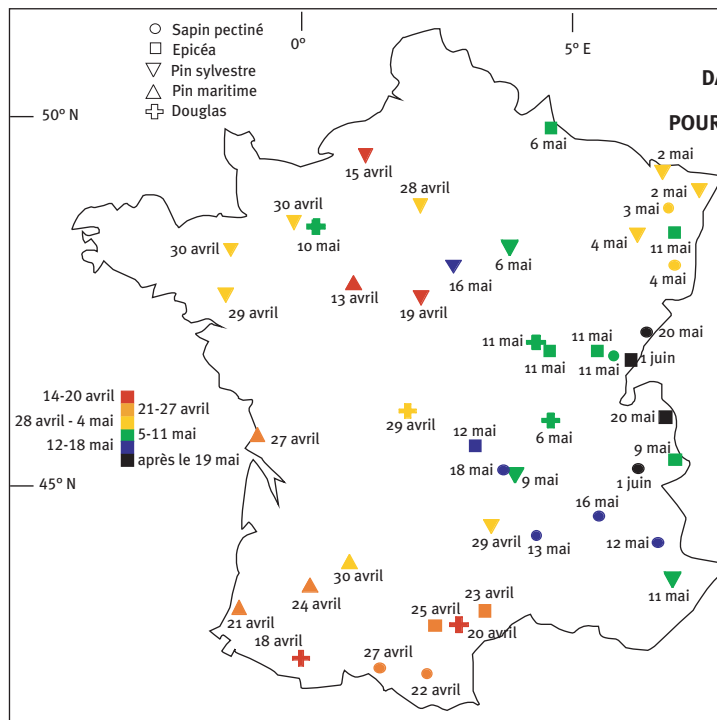 0°
5° E
Sapin pectiné
Epicéa
Pin sylvestre
Pin maritime
Douglas
DA
50° N
POUR
6 mai
2 mai
15 avril
28 avril
2 mai
30 avril
3 mai
10 mai
4 mai
11 mai
30 avril
6 mai
4 mai
16 mai
13 avril
19 avril
29 avril
20 mai
11 mai
11 mai
11 mai
11 mai
1 juin
14-20 avril
21-27 avril
28 avril - 4 mai
5-11 mai
12-18 mai
après le 19 mai
29 avril
20 mai
27 avril
12 mai
6 mai
9 mai
18 mai
9 mai
1 juin
45° N
16 mai
29 avril
13 mai
12 mai
30 avril
11 mai
24 avril
23 avril
21 avril
25 avril
20 avril
18 avril
27 avril
22 avril